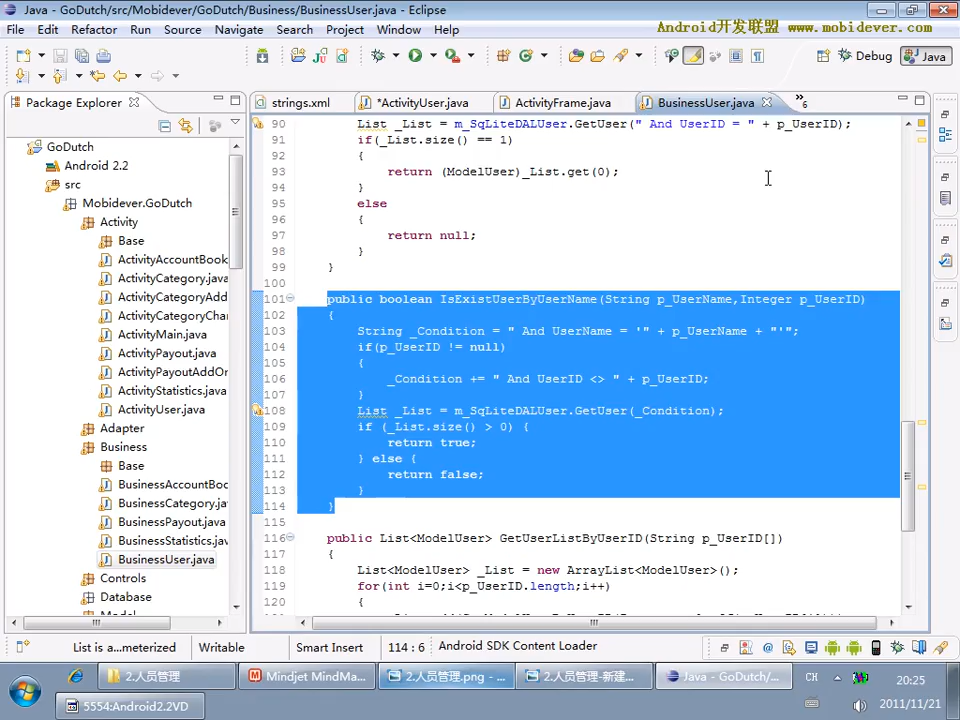 Java - GoDutch/src/Mobidever/GoDutch/Business/BusinessUser.java - Eclipse
File Edit Refactor Run Source Navigate Search Project Window Help
Android开发联盟 www.mobidever.com
Debug Java
Package Explorer
strings.xml *ActivityUser.java ActivityFrame.java BusinessUser.java »6
GoDutch
Android 2.2
src
Mobidever.GoDutch
Activity
Base
ActivityAccountBook
ActivityCategory.java
ActivityCategoryAdd
ActivityCategoryCha
ActivityMain.java
ActivityPayout.java
ActivityPayoutAddOr
ActivityStatistics.java
ActivityUser.java
Adapter
Business
Base
BusinessAccountBoo
BusinessCategory.jav
BusinessPayout.java
BusinessStatistics.jav
BusinessUser.java
Controls
Database
90 List _List = m_SqLiteDALUser.GetUser(" And UserID = " + p_UserID);
91 if(_List.size() == 1)
92 {
93 return (ModelUser)_List.get(0);
94 }
95 else
96 {
97 return null;
98 }
99 }
100
101 public boolean IsExistUserByUserName(String p_UserName,Integer p_UserID)
102 {
103 String _Condition = " And UserName = '" + p_UserName + "'";
104 if(p_UserID != null)
105 {
106 _Condition += " And UserID <> " + p_UserID;
107 }
108 List _List = m_SqLiteDALUser.GetUser(_Condition);
109 if (_List.size() > 0) {
110 return true;
111 } else {
112 return false;
113 }
114 }
115
116 public List<ModelUser> GetUserListByUserID(String p_UserID[])
117 {
118 List<ModelUser> _List = new ArrayList<ModelUser>();
119 for(int i=0;i<p_UserID.length;i++)
120 {
List is a...meterized Writable Smart Insert 114 : 6 Android SDK Content Loader
2.人员管理 Mindjet MindMa... 2.人员管理.png - ... 2.人员管理-新建... Java - GoDutch/... CH 20:25
5554:Android2.2VD 2011/11/21